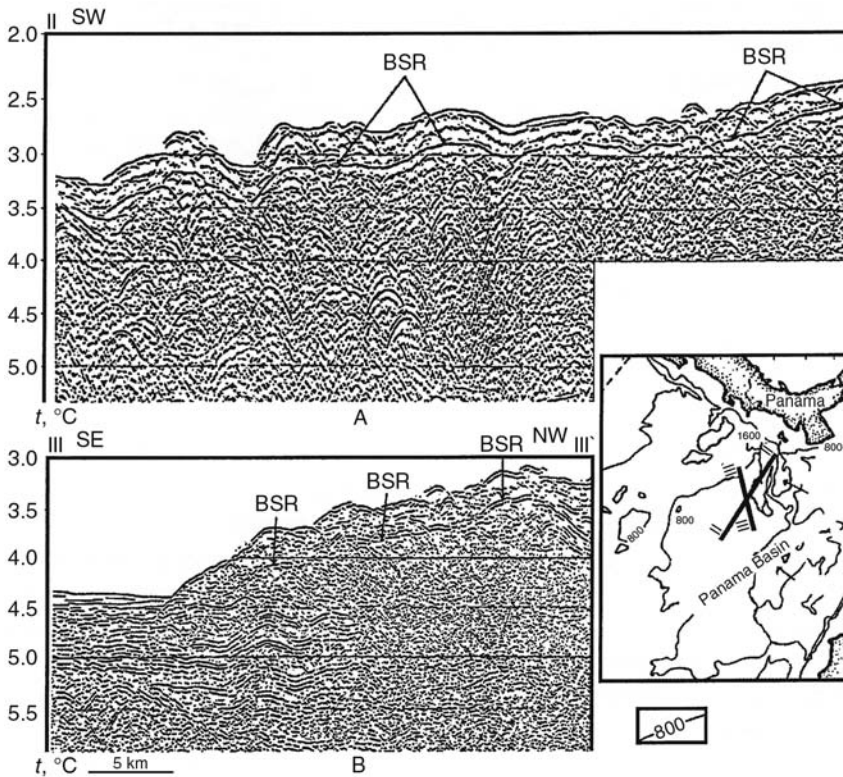 II SW
2.0
BSR
BSR
2.5
3.0
3.5
4.0
4.5
5.0
t, °C
A
III SE
BSR NW III`
3.0
BSR
BSR
3.5
4.0
4.5
5.0
5.5
t, °C
5 km
B
Panama
1600
800
800
800
Panama Basin
800